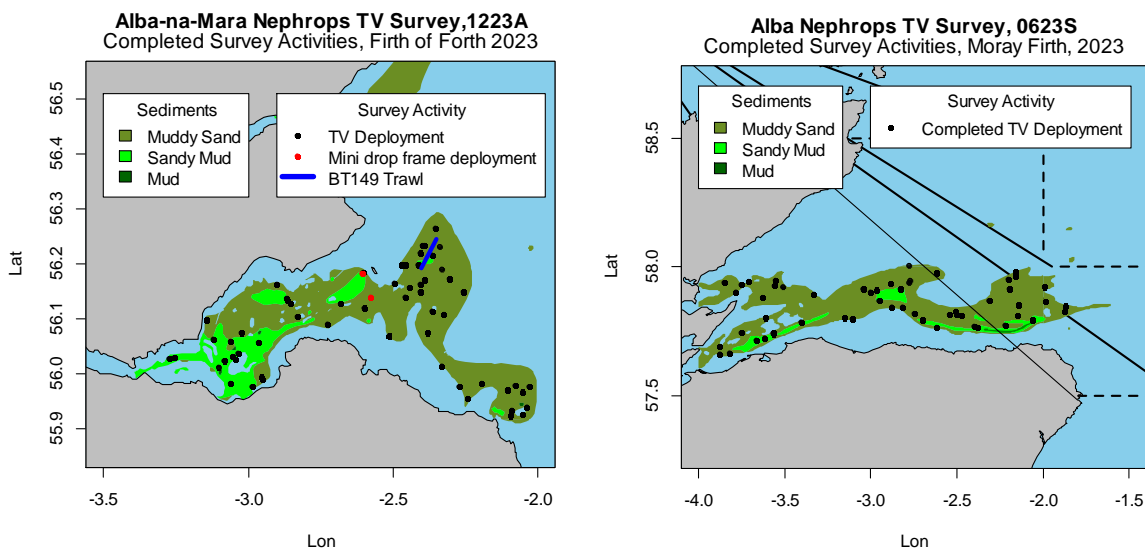 Alba-na-Mara Nephrops TV Survey,1223A
Completed Survey Activities, Firth of Forth 2023
Sediments
Muddy Sand
Sandy Mud
Mud
Survey Activity
TV Deployment
Mini drop frame deployment
BT149 Trawl
Lat
56.5
56.4
56.3
56.2
56.1
56.0
55.9
-3.5
-3.0
-2.5
-2.0
Lon
Alba Nephrops TV Survey, 0623S
Completed Survey Activities, Moray Firth, 2023
Sediments
Muddy Sand
Sandy Mud
Mud
Survey Activity
Completed TV Deployment
Lat
58.5
58.0
57.5
-4.0
-3.5
-3.0
-2.5
-2.0
-1.5
Lon